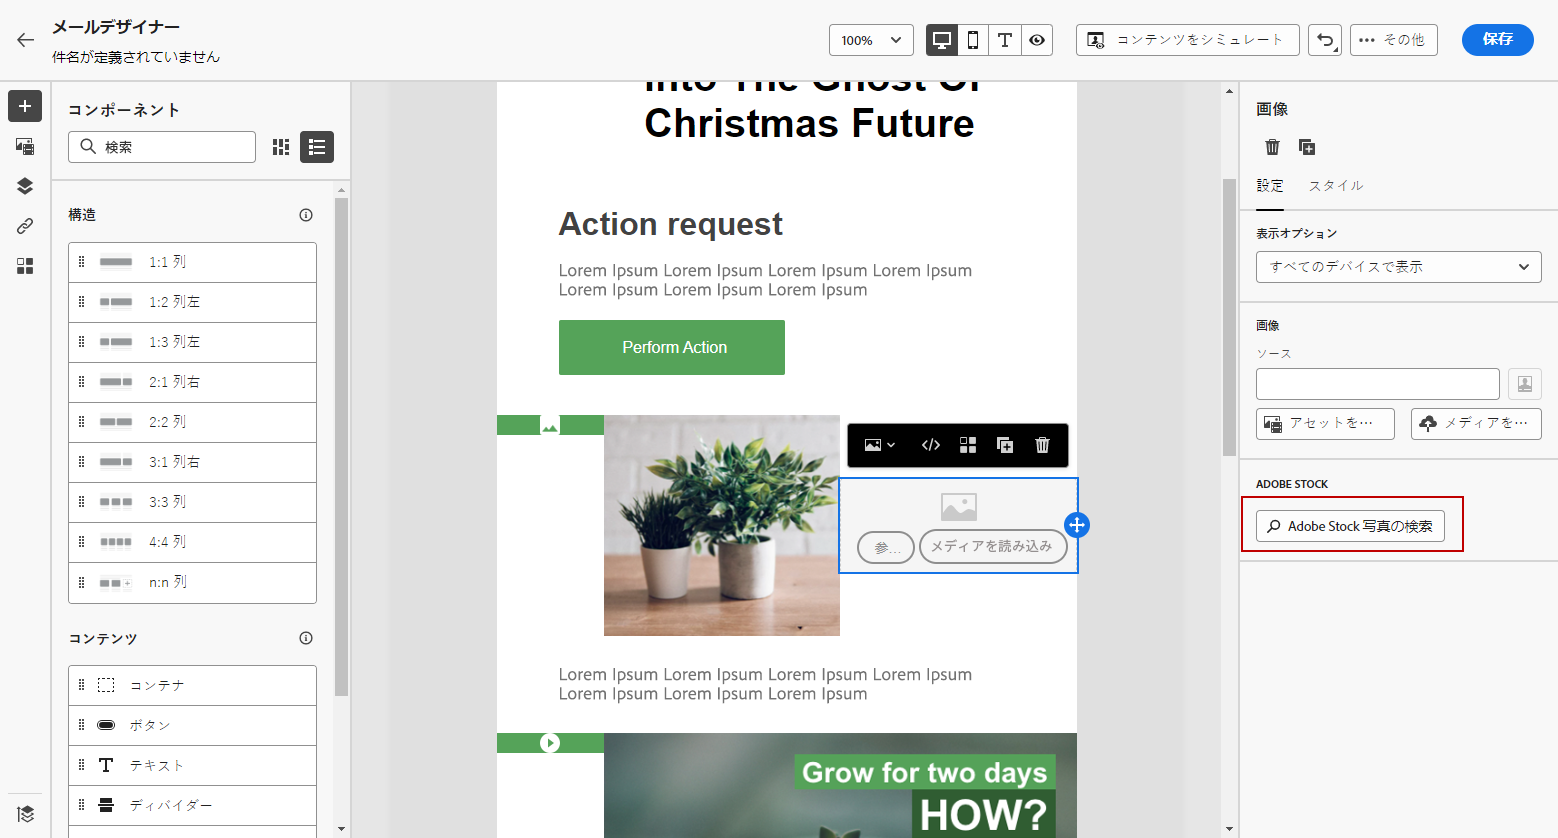 メールデザイナー
件名が定義されていません
100%
コンテンツをシミュレート
その他
保存
コンポーネント
検索
構造
1:1 列
1:2 列左
1:3 列左
2:1 列右
2:2 列
3:1 列右
3:3 列
4:4 列
n:n 列
コンテンツ
コンテナ
ボタン
テキスト
ディバイダー
Into The Ghost Of
Christmas Future
Action request
Lorem Ipsum Lorem Ipsum Lorem Ipsum Lorem Ipsum
Lorem Ipsum Lorem Ipsum Lorem Ipsum
Perform Action
参...
メディアを読み込み
Lorem Ipsum Lorem Ipsum Lorem Ipsum Lorem Ipsum
Lorem Ipsum Lorem Ipsum Lorem Ipsum
Grow for two days
HOW?
画像
設定
スタイル
表示オプション
すべてのデバイスで表示
画像
ソース
アセットを…
メディアを…
ADOBE STOCK
Adobe Stock 写真の検索